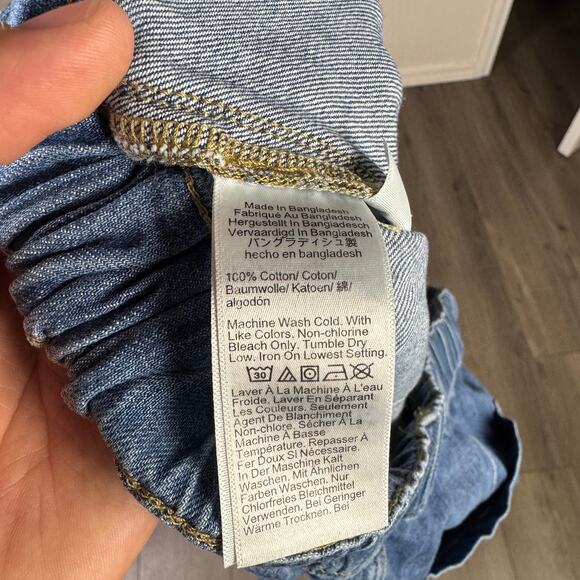 Made In Bangladesh
Fabriqué Au Bangladesh
Hergestellt In Bangladesch
Vervaardigd In Bangladesh
バングラディシュ製
hecho en bangladesh
100% Cotton/ Coton/
Baumwolle/ Katoen/ 綿/
algodón
Machine Wash Cold. With
Like Colors. Non-chlorine
Bleach Only. Tumble Dry
Low. Iron On Lowest Setting.
30
Laver À La Machine À L'eau
Froide. Laver En Séparant
Les Couleurs. Seulement
Agent De Blanchiment
Non-chlore. Sécher À La
Machine À Basse
Température. Repasser À
Fer Doux Si Nécessaire.
In Der Maschine Kalt
Waschen. Mit Ähnlichen
Farben Waschen. Nur
Chlorfreies Bleichmittel
Verwenden. Bei Geringer
Wärme Trocknen. Bei